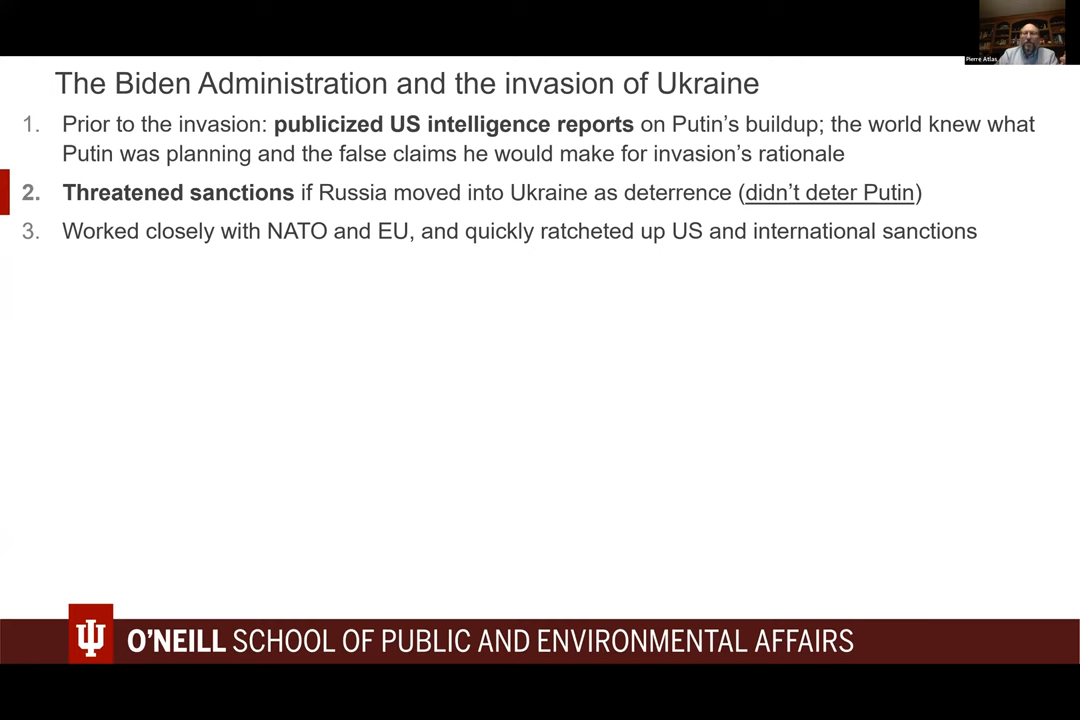 Pierre Atlas
The Biden Administration and the invasion of Ukraine
1. Prior to the invasion: publicized US intelligence reports on Putin’s buildup; the world knew what
Putin was planning and the false claims he would make for invasion’s rationale
2. Threatened sanctions if Russia moved into Ukraine as deterrence (didn’t deter Putin)
3. Worked closely with NATO and EU, and quickly ratcheted up US and international sanctions
O’NEILL SCHOOL OF PUBLIC AND ENVIRONMENTAL AFFAIRS